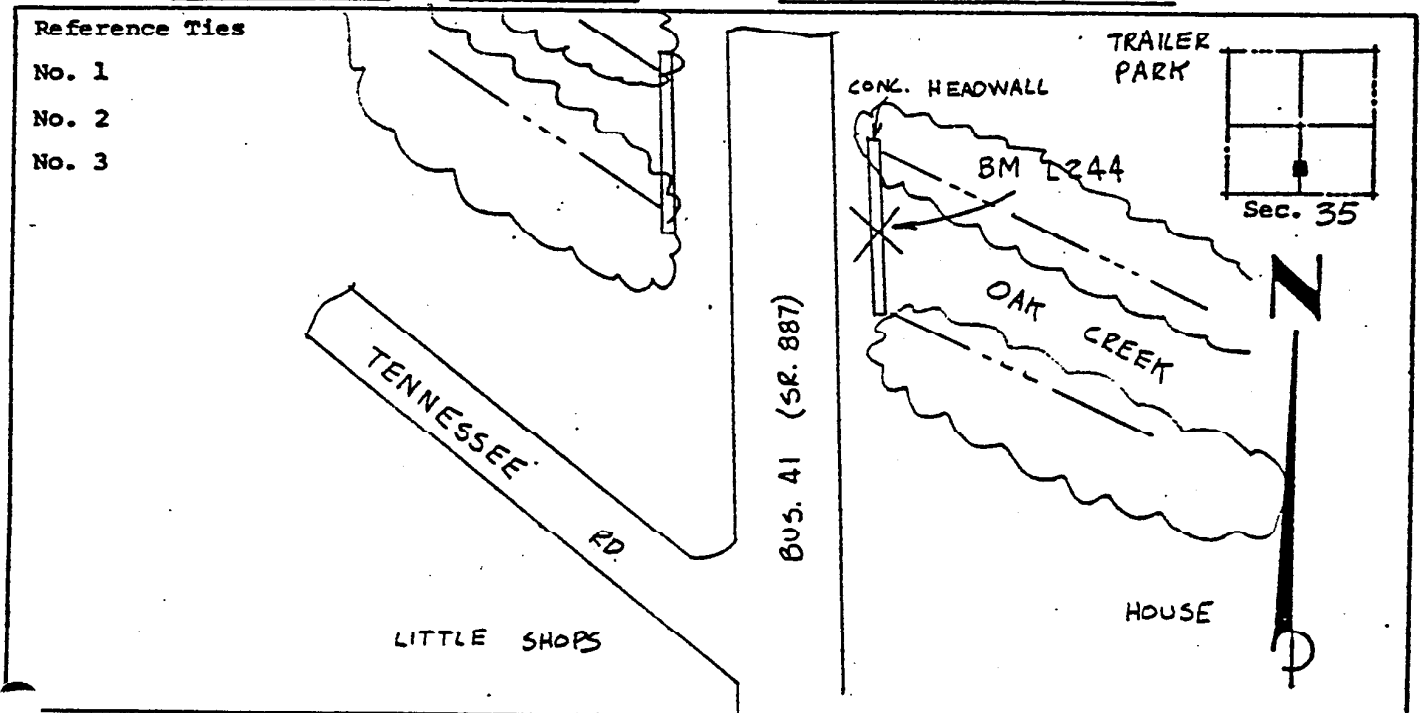 Reference Ties
No. 1
No. 2
No. 3
TRAILER
PARK
CONC. HEADWALL
BM L244
Sec. 35
N
OAK
CREEK
BUS. 41 (SR. 887)
TENNESSEE
RD.
LITTLE SHOPS
HOUSE